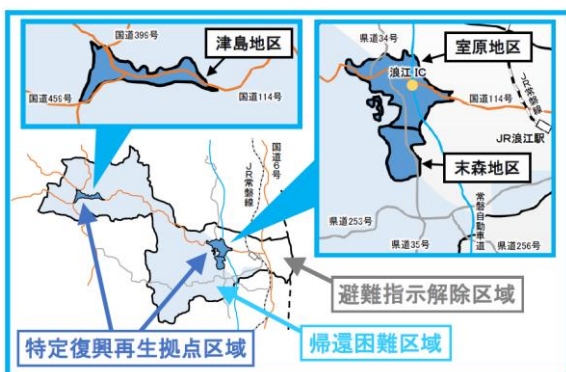 国道399号
津島地区
国道459号
国道114号
県道34号
室原地区
浪江IC
国道114号
JR浪江駅
末森地区
県道253号
県道35号
常磐自動車道
県道256号
JR常磐線
国道6号
避難指示解除区域
特定復興再生拠点区域
帰還困難区域